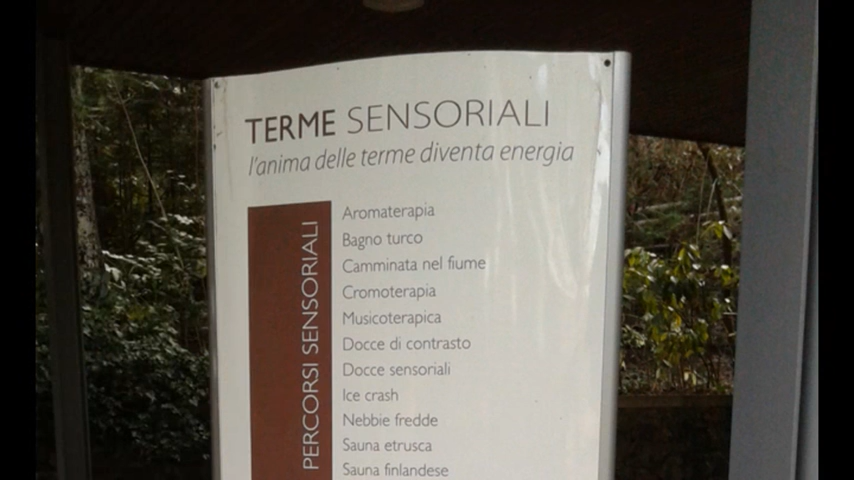 TERME SENSORIALI
l'anima delle terme diventa energia
PERCORSI SENSORIALI
Aromaterapia
Bagno turco
Camminata nel fiume
Cromoterapia
Musicoterapica
Docce di contrasto
Docce sensoriali
Ice crash
Nebbie fredde
Sauna etrusca
Sauna finlandese